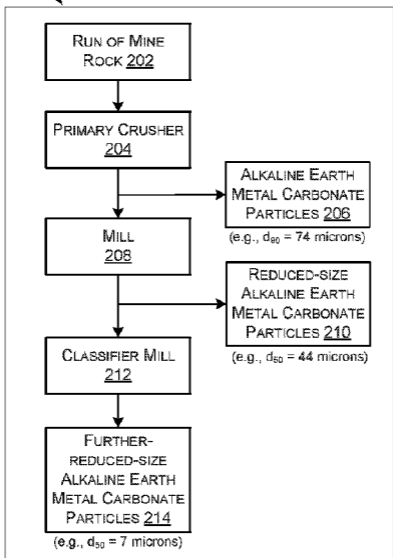 RUN OF MINE
ROCK 202
PRIMARY CRUSHER
204
ALKALINE EARTH
METAL CARBONATE
PARTICLES 206
(e.g., d90 = 74 microns)
MILL
208
REDUCED-SIZE
ALKALINE EARTH
METAL CARBONATE
PARTICLES 210
(e.g., d50 = 44 microns)
CLASSIFIER MILL
212
FURTHER-
REDUCED-SIZE
ALKALINE EARTH
METAL CARBONATE
PARTICLES 214
(e.g., d50 = 7 microns)